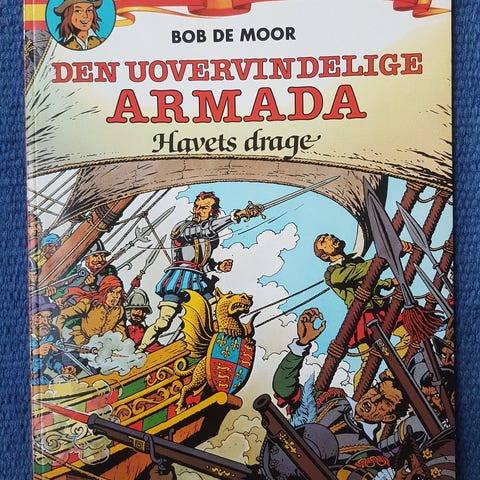 BOB DE MOOR
DEN UOVERVINDELIGE
ARMADA
Havets drage